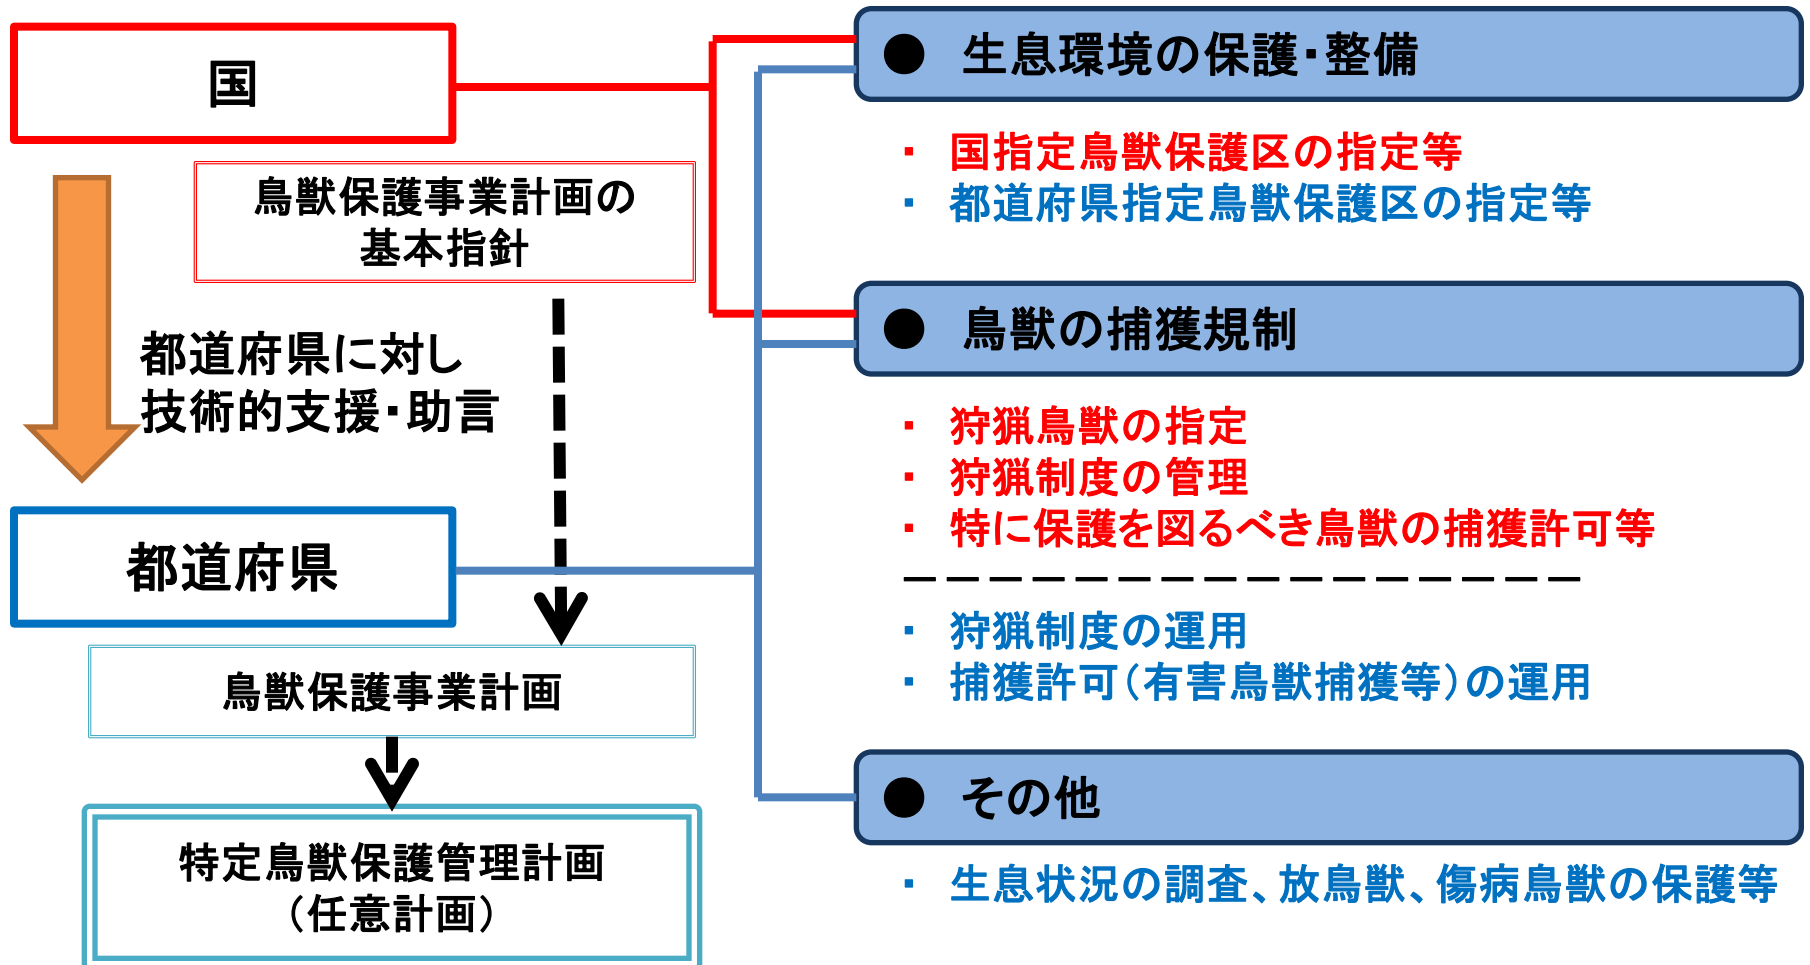 国
鳥獣保護事業計画の
基本指針
都道府県に対し
技術的支援・助言
都道府県
鳥獣保護事業計画
特定鳥獣保護管理計画
（任意計画）
● 生息環境の保護・整備
・ 国指定鳥獣保護区の指定等
・ 都道府県指定鳥獣保護区の指定等
● 鳥獣の捕獲規制
・ 狩猟鳥獣の指定
・ 狩猟制度の管理
・ 特に保護を図るべき鳥獣の捕獲許可等
・ 狩猟制度の運用
・ 捕獲許可（有害鳥獣捕獲等）の運用
● その他
・ 生息状況の調査、放鳥獣、傷病鳥獣の保護等